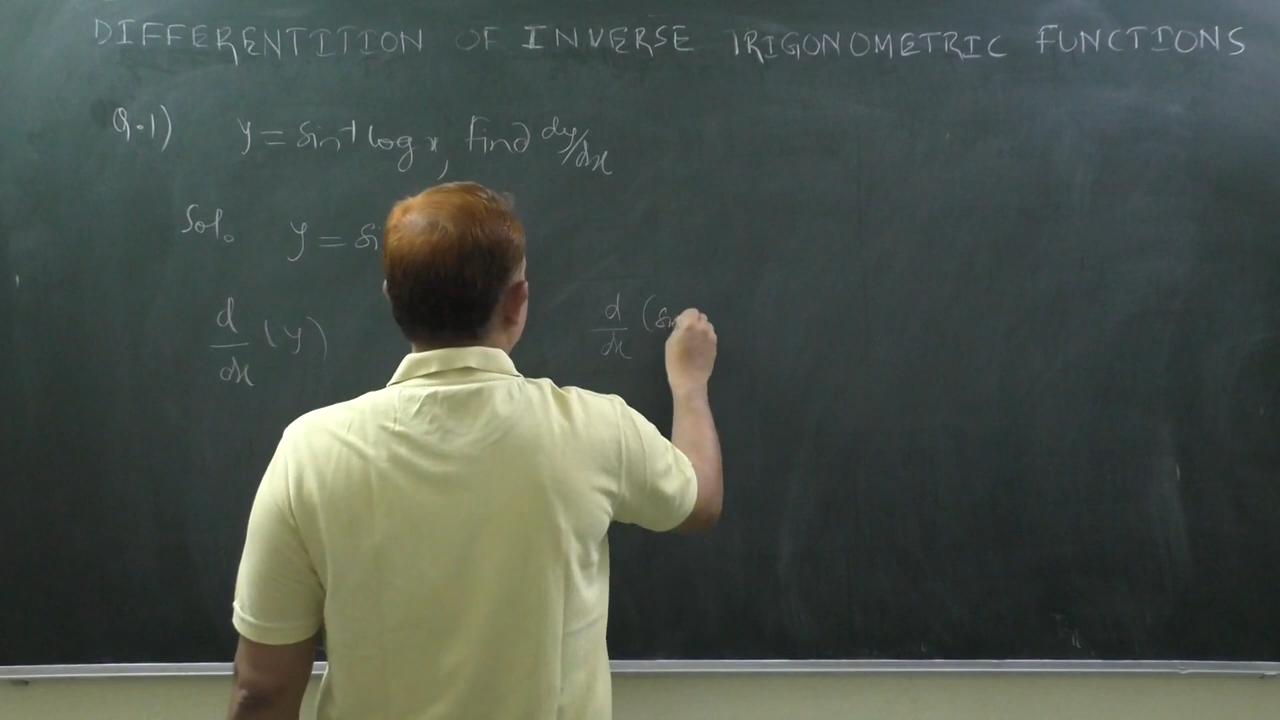 DIFFERENTITION OF INVERSE TRIGONOMETRIC FUNCTIONS
Q.1) y = sin⁻¹ log x, find dy/dx
Sol. y = si
d/dx (y) d/dx (sin